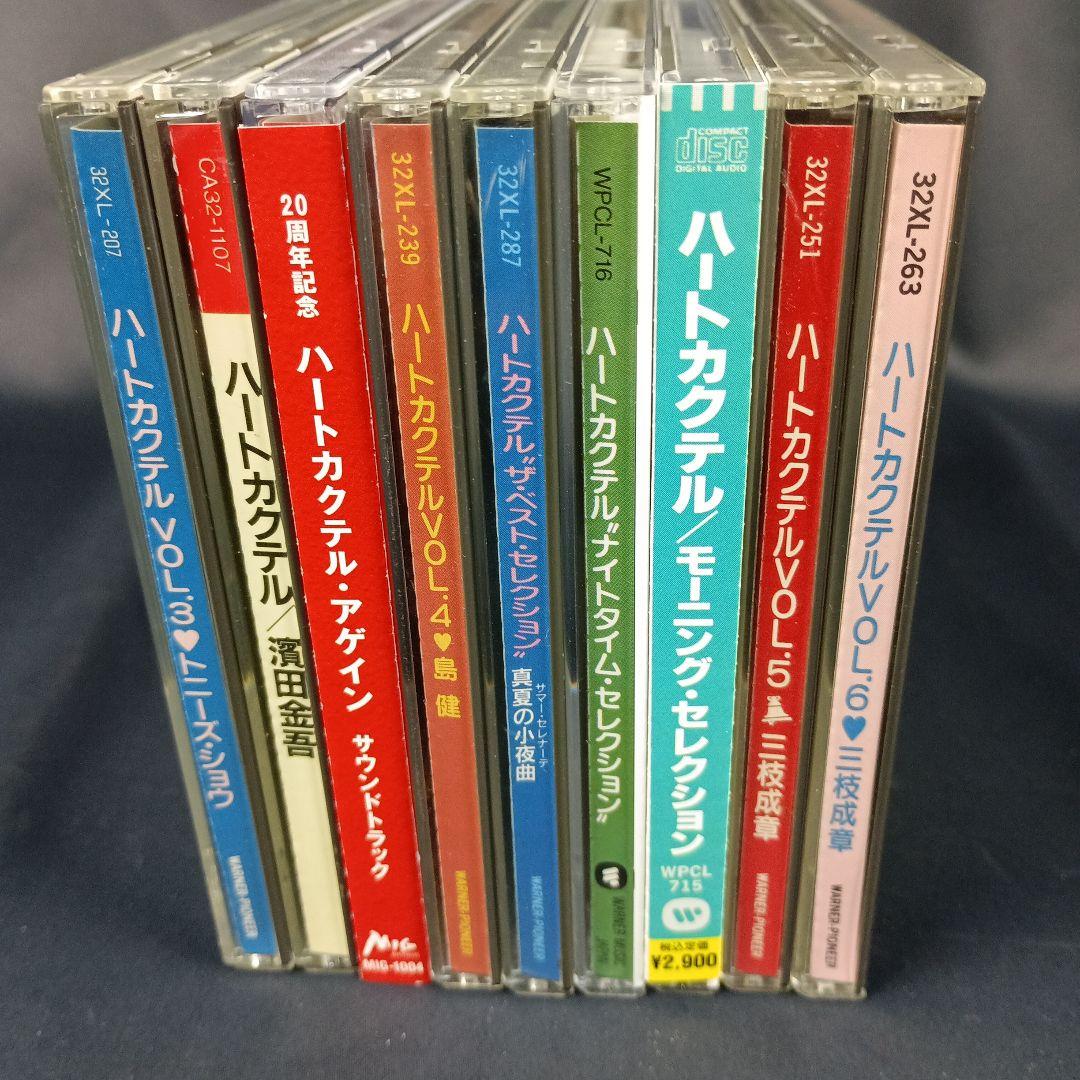 32XL-207
ハートカクテル VOL.3♥トニーズ・ショウ
WARNER-PIONEER
CA32-1107
ハートカクテル/濱田金吾
20周年記念
ハートカクテル・アゲイン
サウンドトラック
MIG
MIG-1004
32XL-239
ハートカクテルVOL.4♥島 健
WARNER-PIONEER
32XL-287
ハートカクテル"ザ・ベスト・セレクション"
サマー・セレナーデ
真夏の小夜曲
WARNER-PIONEER
WPCL-716
ハートカクテル"ナイトタイム・セレクション"
WARNER MUSIC JAPAN
COMPACT
disc
DIGITAL AUDIO
ハートカクテル/モーニング・セレクション
WPCL
715
税込定価
¥2,900
32XL-251
ハートカクテルVOL.5 三枝成章
WARNER-PIONEER
32XL-263
ハートカクテルVOL.6♥三枝成章
WARNER-PIONEER